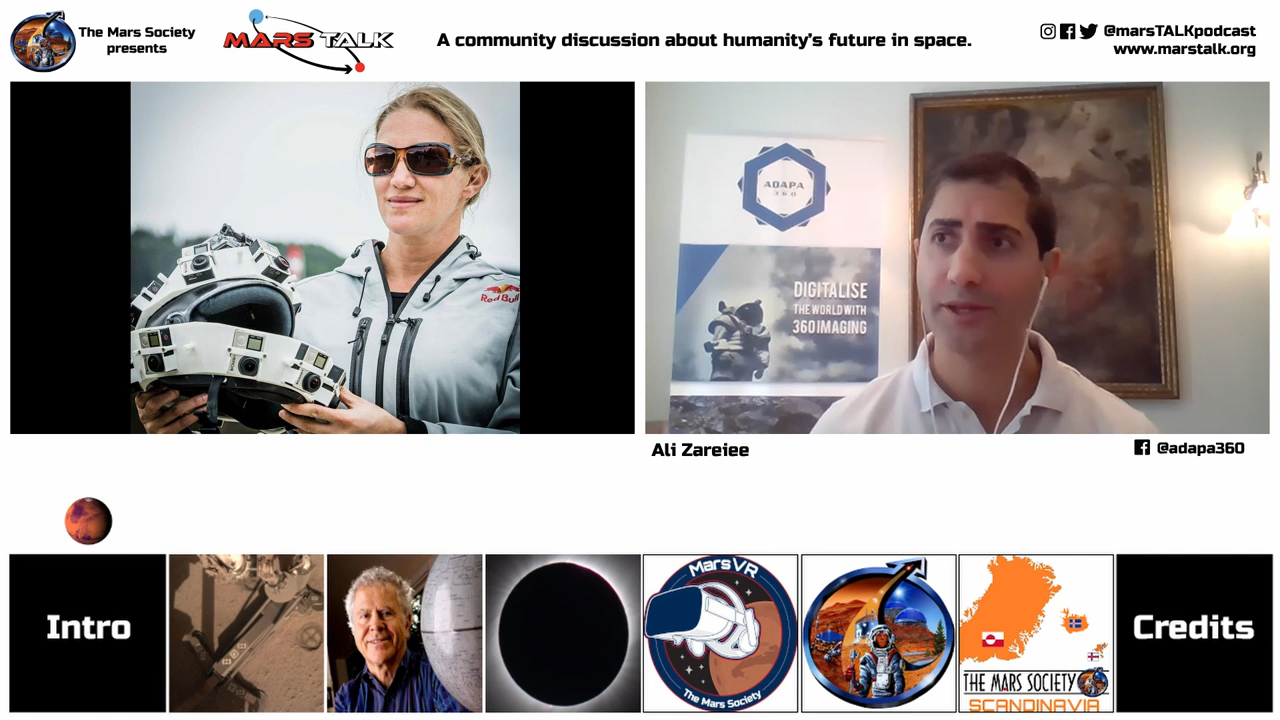 The Mars Society
presents
MARS TALK
A community discussion about humanity's future in space.
@marsTALKpodcast
www.marstalk.org
Red Bull
ADAPA
360
DIGITALISE
THE WORLD WITH
360 IMAGING
Ali Zareiee
@adapa360
Intro
MarsVR
The Mars Society
THE MARS SOCIETY
SCANDINAVIA
Credits